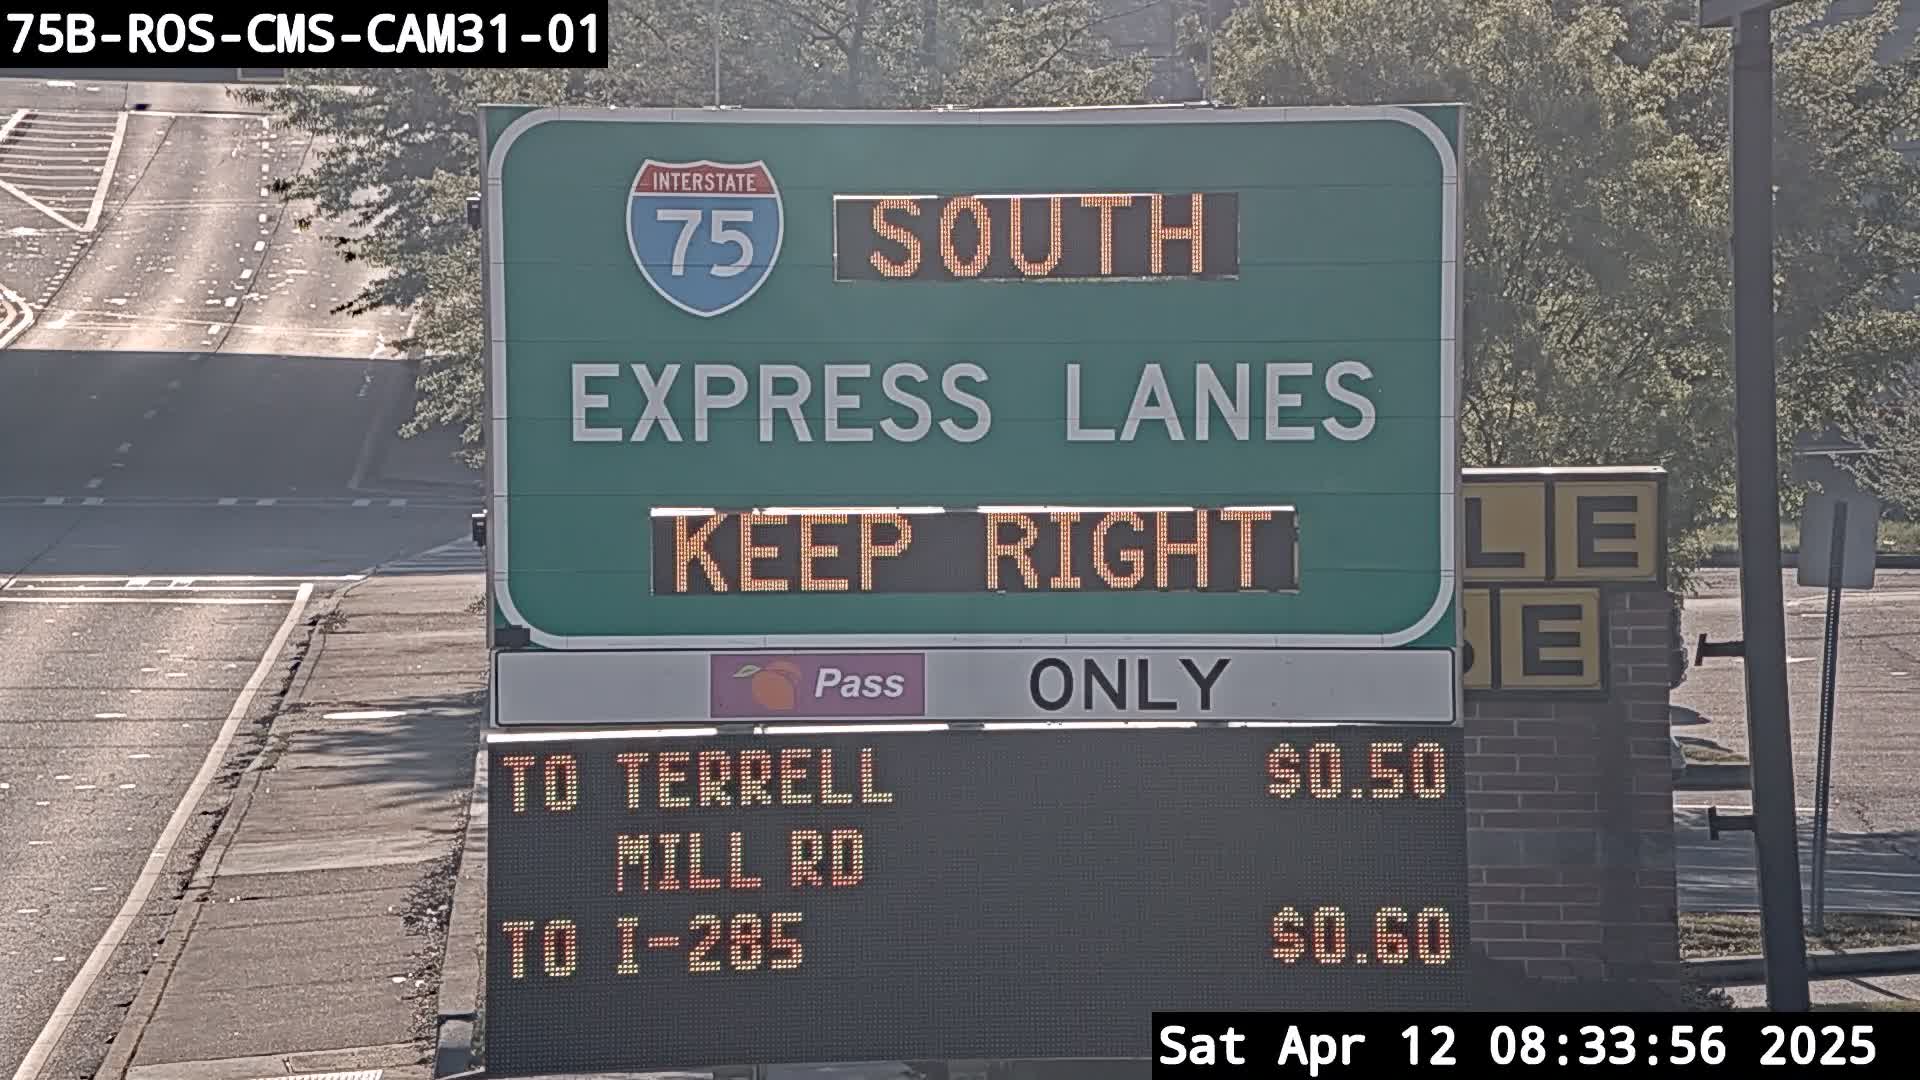 75B-ROS-CMS-CAM31-01
INTERSTATE
75
SOUTH
EXPRESS LANES
KEEP RIGHT
LE
E
Pass ONLY
TO TERRELL $0.50
MILL RD
TO I-285 $0.60
Sat Apr 12 08:33:56 2025